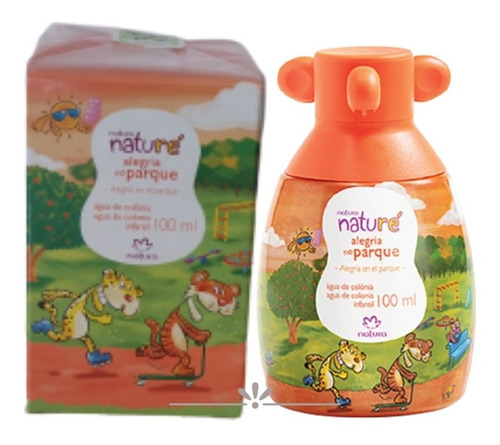 natura
naturé
alegria
no parque
- Alegría en el parque -
água de colônia
agua de colonia
infantil 100 ml
natura
natura
naturé
alegria
no parque
- Alegría en el parque -
água de colônia
agua de colonia
infantil 100 ml
natura